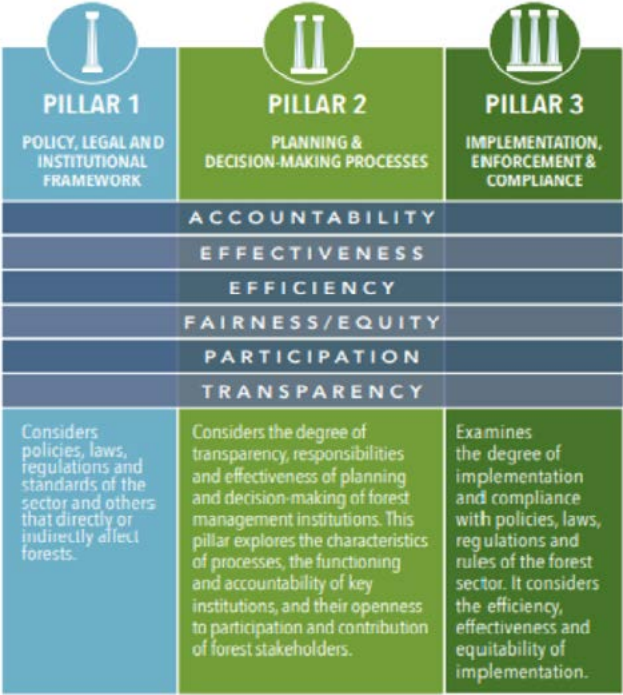 PILLAR 1
POLICY, LEGAL AND
INSTITUTIONAL
FRAMEWORK
PILLAR 2
PLANNING &
DECISION-MAKING PROCESSES
PILLAR 3
IMPLEMENTATION,
ENFORCEMENT &
COMPLIANCE
ACCOUNTABILITY
EFFECTIVENESS
EFFICIENCY
FAIRNESS/EQUITY
PARTICIPATION
TRANSPARENCY
Considers
policies, laws,
regulations and
standards of the
sector and others
that directly or
indirectly affect
forests.
Considers the degree of
transparency, responsibilities
and effectiveness of planning
and decision-making of forest
management institutions. This
pillar explores the characteristics
of processes, the functioning
and accountability of key
institutions, and their openness
to participation and contribution
of forest stakeholders.
Examines
the degree of
implementation
and compliance
with policies, laws,
regulations and
rules of the forest
sector. It considers
the efficiency,
effectiveness and
equitability of
implementation.